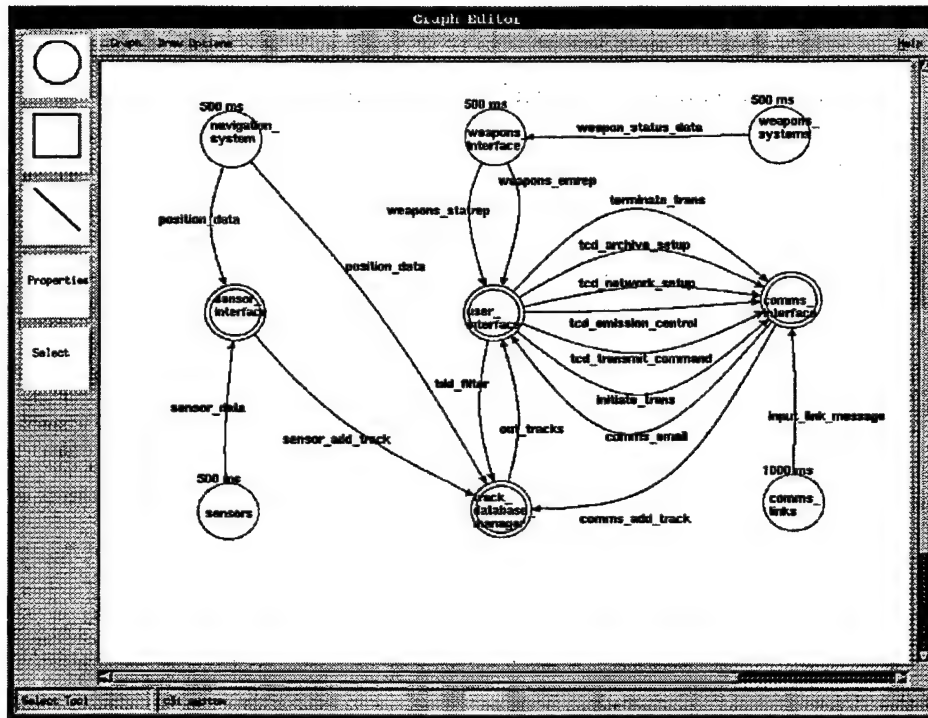 Graph Editor
Graph Draw Options
Help
500 ms
navigation_
system
500 ms
weapons_
interface
weapon_status_data
500 ms
weapons_
systems
weapons_emrep
weapons_statrep
position_data
position_data
terminate_trans
tcd_archive_setup
tcd_network_setup
tcd_emission_control
tcd_transmit_command
initiate_trans
comms_email
sensor_
interface
user_
interface
comms_
interface
Properties
Select
sensor_data
tdd_filter
out_tracks
input_link_message
sensor_add_track
comms_add_track
500 ms
sensors
track_
database_
manager
1000 ms
comms_
links
Select Tool
c3i_system